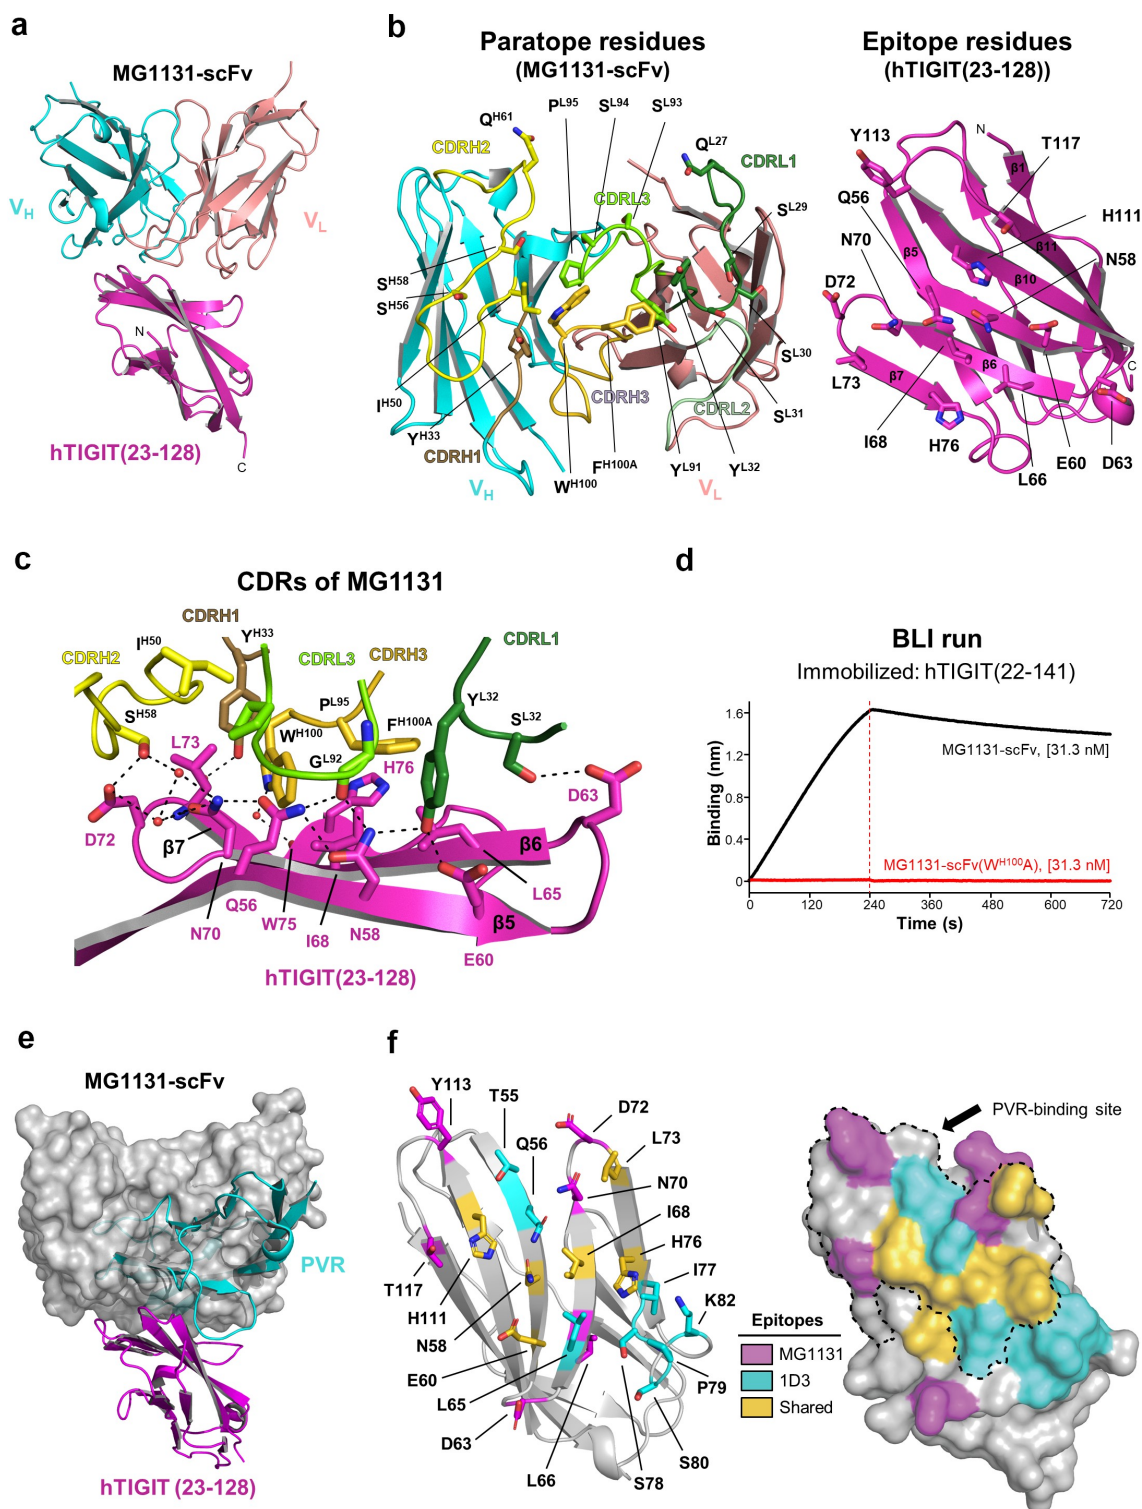 a
MG1131-scFv
VH
VL
N
hTIGIT(23-128)
C
b
Paratope residues
(MG1131-scFv)
Epitope residues
(hTIGIT(23-128))
PL95
SL94
SL93
QH61
CDRH2
QL27
CDRL1
CDRL3
SL29
SH58
SH56
SL30
IH50
CDRH3
CDRL2
SL31
YH33
CDRH1
FH100A
YL91
YL32
WH100
VH
VL
N
Y113
T117
β1
Q56
H111
N70
β5
β11
N58
β10
D72
β6
L73
β7
C
I68
H76
E60
D63
L66
c
CDRs of MG1131
CDRH1
YH33
IH50
CDRH2
CDRL3
CDRH3
CDRL1
PL95
YL32
SH58
WH100
FH100A
SL32
L73
GL92
H76
D63
D72
β7
β6
L65
Q56
N70
W75
I68
N58
β5
E60
hTIGIT(23-128)
d
BLI run
Immobilized: hTIGIT(22-141)
Binding (nm)
1.6
1.2
0.8
0.4
0
MG1131-scFv, [31.3 nM]
MG1131-scFv(WH100A), [31.3 nM]
0 120 240 360 480 600 720
Time (s)
e
MG1131-scFv
PVR
hTIGIT (23-128)
f
Y113
T55
D72
Q56
L73
N70
I68
H76
T117
I77
H111
K82
N58
E60
L65
P79
D63
S80
L66
S78
Epitopes
MG1131
1D3
Shared
PVR-binding site